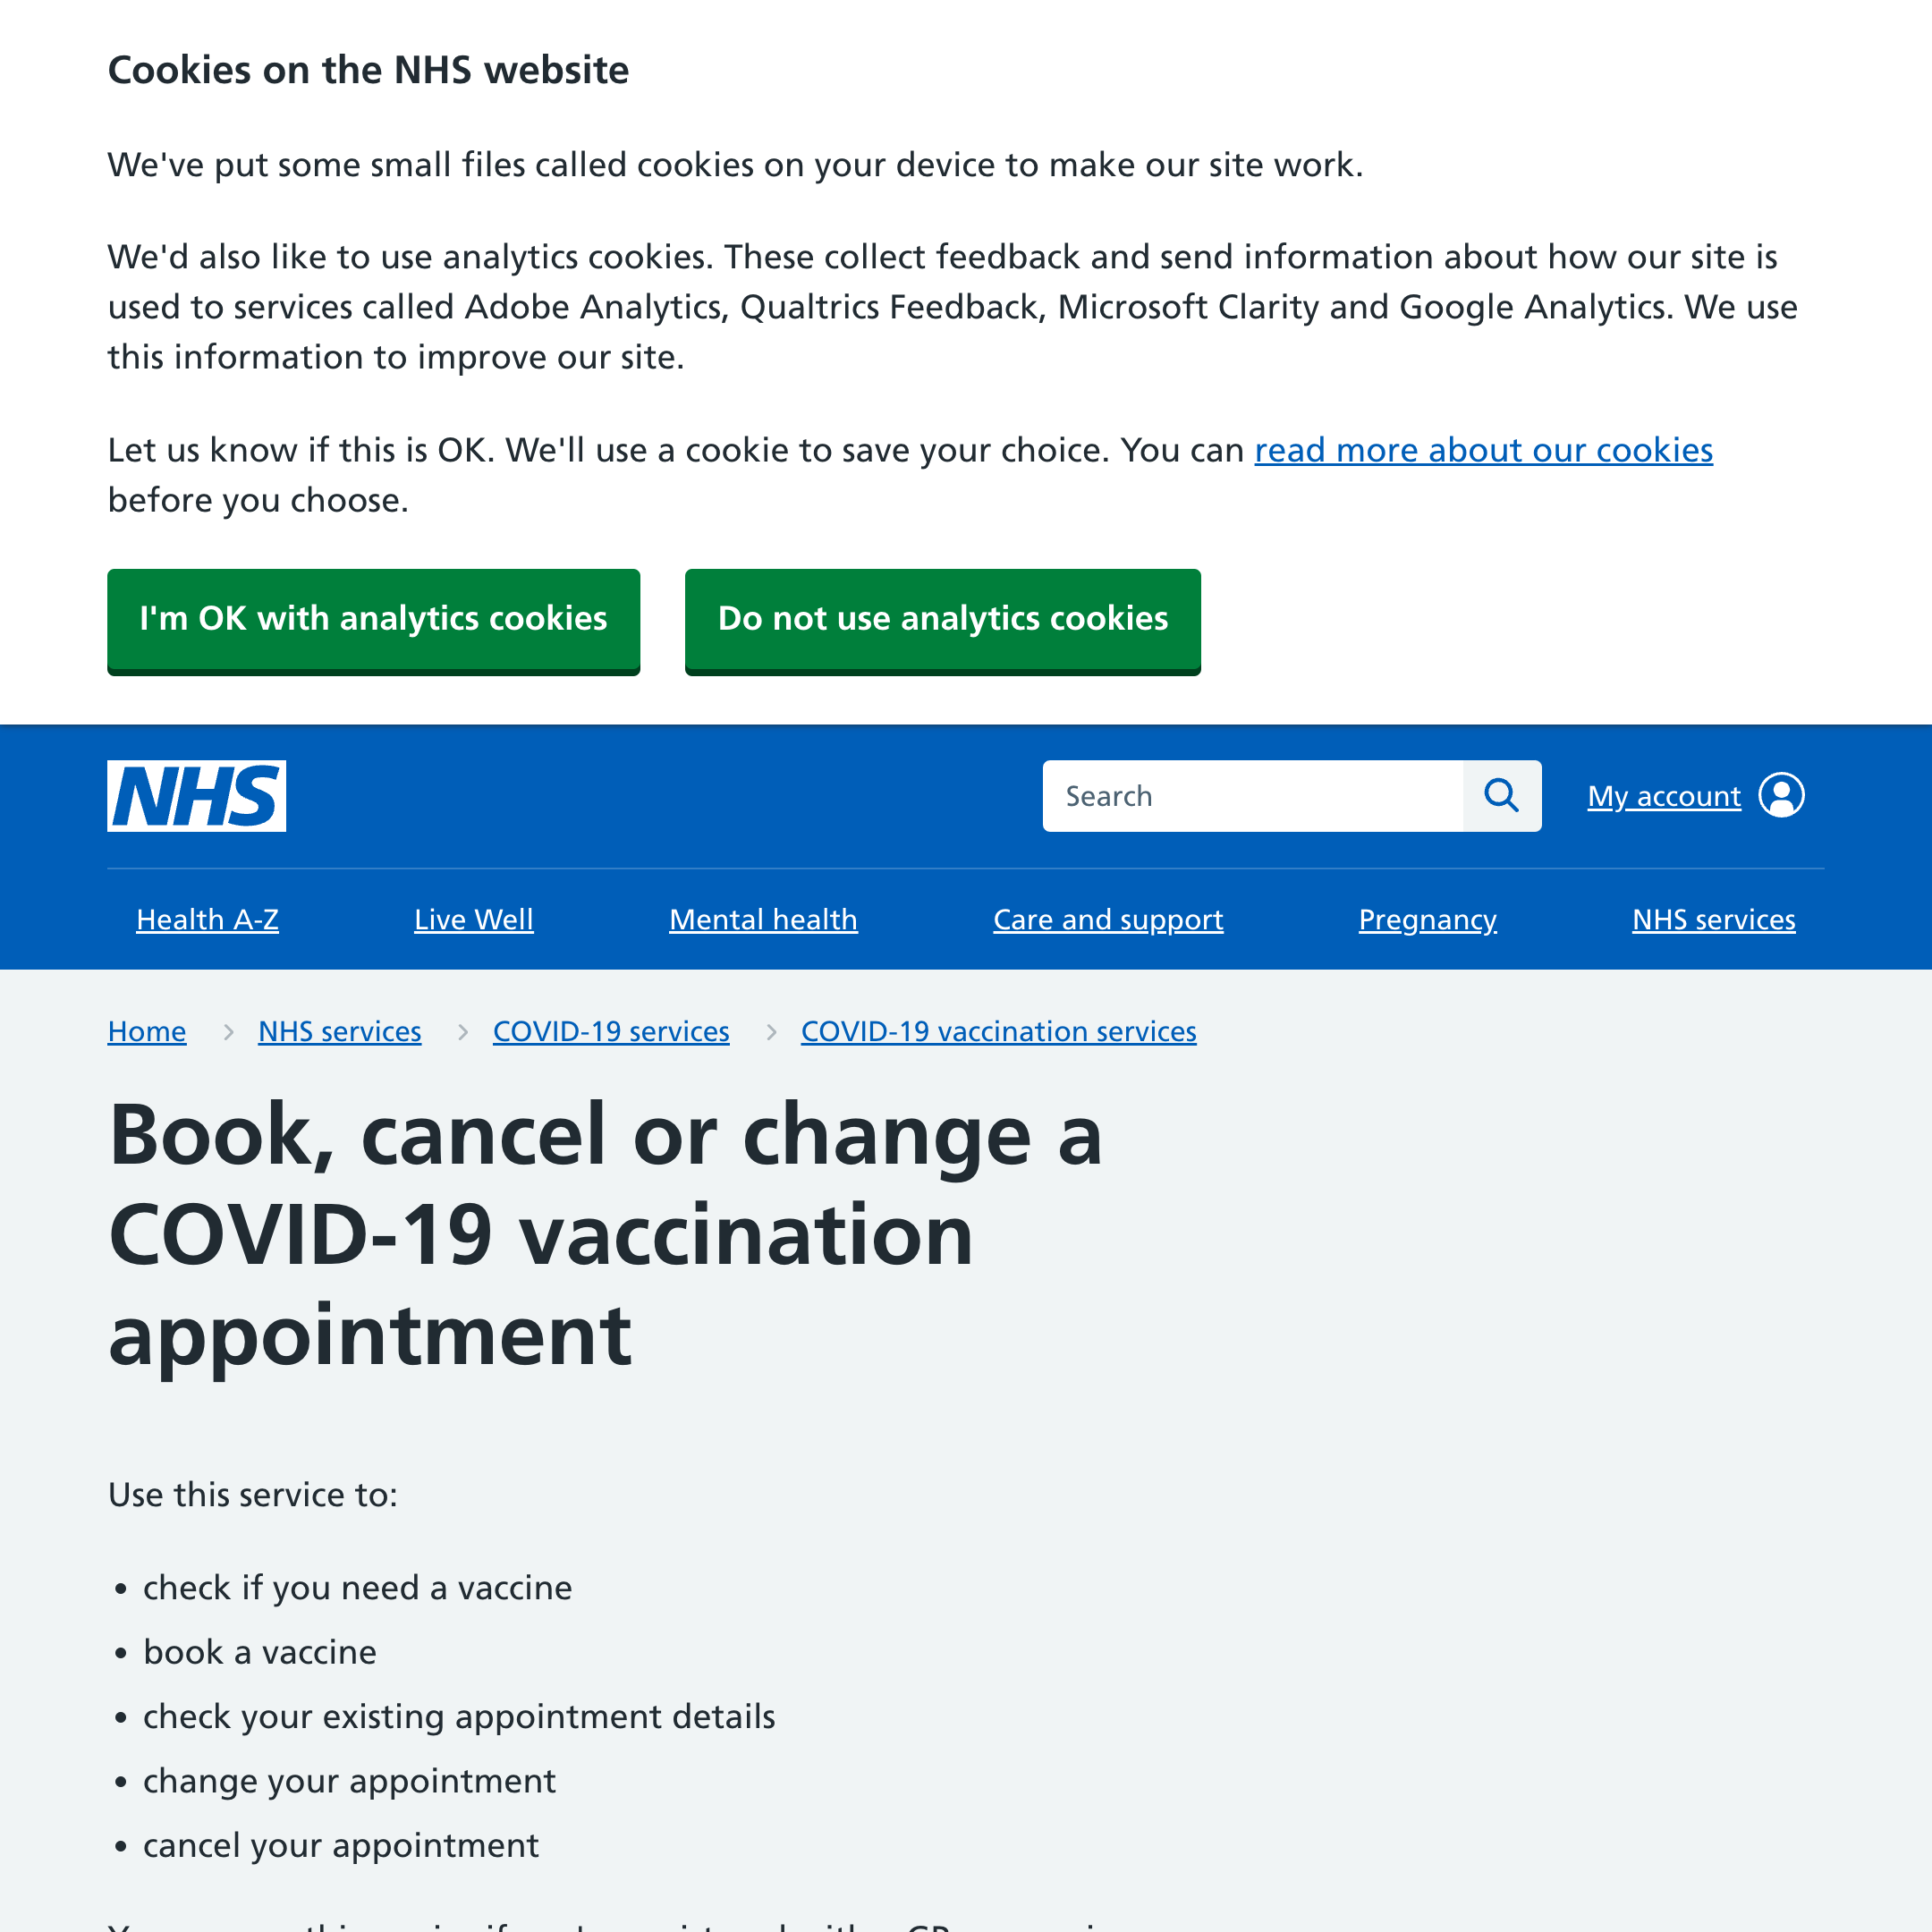 Cookies on the NHS website
We've put some small files called cookies on your device to make our site work.
We'd also like to use analytics cookies. These collect feedback and send information about how our site is
used to services called Adobe Analytics, Qualtrics Feedback, Microsoft Clarity and Google Analytics. We use
this information to improve our site.
Let us know if this is OK. We'll use a cookie to save your choice. You can read more about our cookies
before you choose.
I'm OK with analytics cookies Do not use analytics cookies
NHS Search My account
Health A-Z Live Well Mental health Care and support Pregnancy NHS services
Home NHS services COVID-19 services COVID-19 vaccination services
Book, cancel or change a
COVID-19 vaccination
appointment
Use this service to:
• check if you need a vaccine
• book a vaccine
• check your existing appointment details
• change your appointment
• cancel your appointment